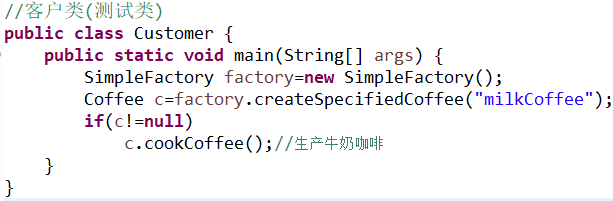 //客户类(测试类)
public class Customer {
    public static void main(String[] args) {
        SimpleFactory factory=new SimpleFactory();
        Coffee c=factory.createSpecifiedCoffee("milkCoffee");
        if(c!=null)
            c.cookCoffee();//生产牛奶咖啡
    }
}